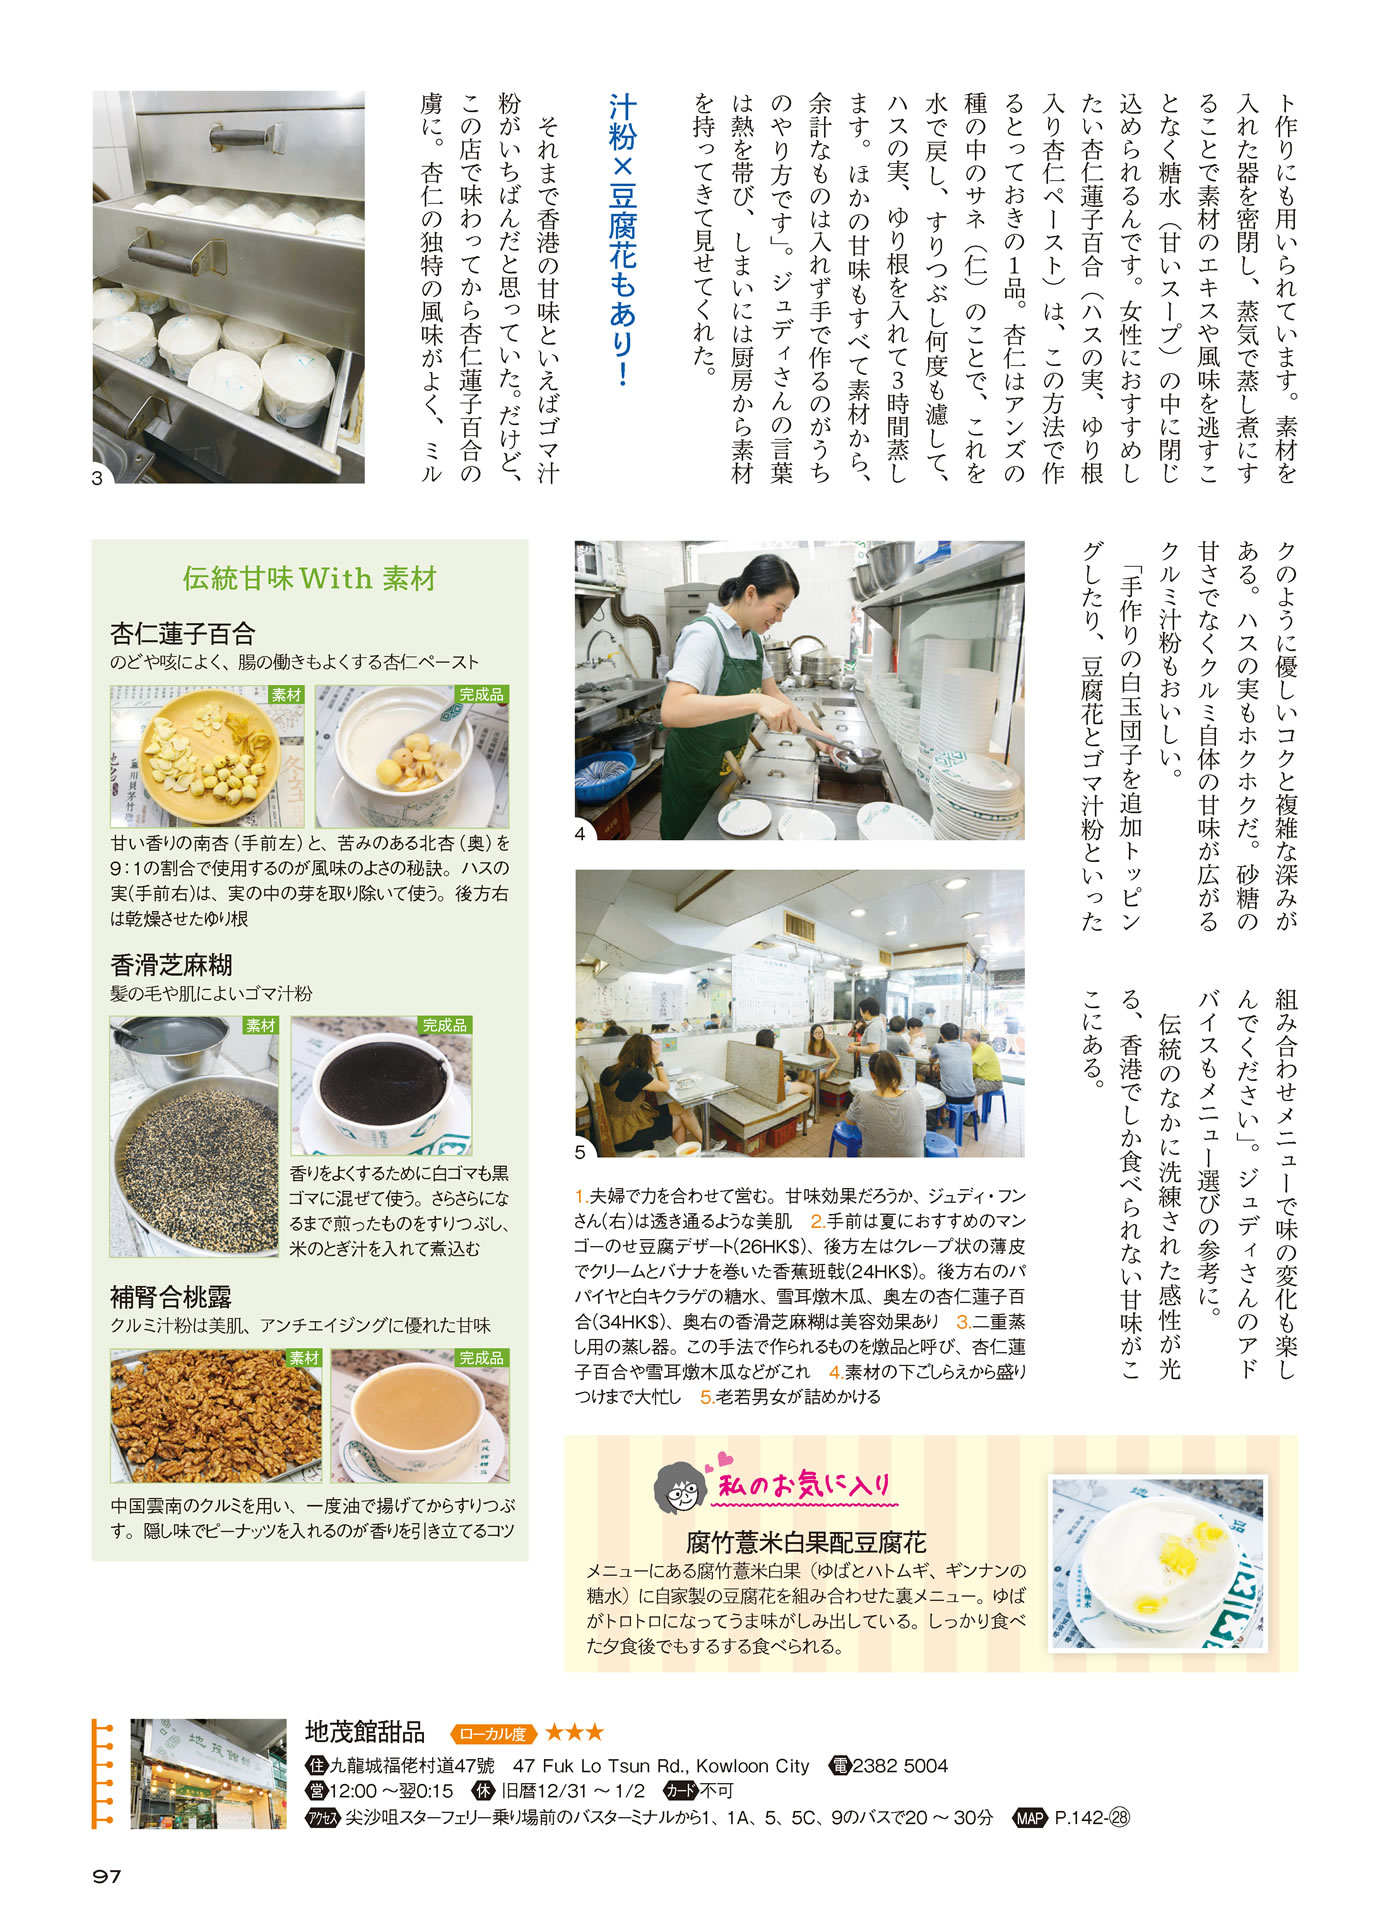 ト作りにも用いられています。素材を
入れた器を密閉し、蒸気で蒸し煮にす
ることで素材のエキスや風味を逃すこ
となく糖水（甘いスープ）の中に閉じ
込められるんです。女性におすすめし
たい杏仁蓮子百合（ハスの実、ゆり根
入り杏仁ペースト）は、この方法で作
るとっておきの1品。杏仁はアンズの
種の中のサネ（仁）のことで、これを
水で戻し、すりつぶし何度も濾して、
ハスの実、ゆり根を入れて3時間蒸し
ます。ほかの甘味もすべて素材から、
余計なものは入れず手で作るのがうち
のやり方です」。ジュディさんの言葉
は熱を帯び、しまいには厨房から素材
を持ってきて見せてくれた。
汁粉×豆腐花もあり！
それまで香港の甘味といえばゴマ汁
粉がいちばんだと思っていた。だけど、
この店で味わってから杏仁蓮子百合の
虜に。杏仁の独特の風味がよく、ミル
3
クのように優しいコクと複雑な深みが
ある。ハスの実もホクホクだ。砂糖の
甘さでなくクルミ自体の甘味が広がる
クルミ汁粉もおいしい。
「手作りの白玉団子を追加トッピン
グしたり、豆腐花とゴマ汁粉といった
組み合わせメニューで味の変化も楽し
んでください」。ジュディさんのアド
バイスもメニュー選びの参考に。
伝統のなかに洗練された感性が光
る、香港でしか食べられない甘味がこ
こにある。
4
5
1.夫婦で力を合わせて営む。甘味効果だろうか、ジュディ・フン
さん(右)は透き通るような美肌　2.手前は夏におすすめのマン
ゴーのせ豆腐デザート(26HK$)、後方左はクレープ状の薄皮
でクリームとバナナを巻いた香蕉班戟(24HK$)。後方右のパ
パイヤと白キクラゲの糖水、雪耳燉木瓜、奥左の杏仁蓮子百
合(34HK$)、奥右の香滑芝麻糊は美容効果あり　3.二重蒸
し用の蒸し器。この手法で作られるものを燉品と呼び、杏仁蓮
子百合や雪耳燉木瓜などがこれ　4.素材の下ごしらえから盛り
つけまで大忙し　5.老若男女が詰めかける
伝統甘味With 素材
杏仁蓮子百合
のどや咳によく、腸の働きもよくする杏仁ペースト
素材
完成品
甘い香りの南杏（手前左）と、苦みのある北杏（奥）を
9：1の割合で使用するのが風味のよさの秘訣。ハスの
実(手前右)は、実の中の芽を取り除いて使う。後方右
は乾燥させたゆり根
香滑芝麻糊
髪の毛や肌によいゴマ汁粉
素材
完成品
香りをよくするために白ゴマも黒
ゴマに混ぜて使う。さらさらにな
るまで煎ったものをすりつぶし、
米のとぎ汁を入れて煮込む
補腎合桃露
クルミ汁粉は美肌、アンチエイジングに優れた甘味
素材
完成品
中国雲南のクルミを用い、一度油で揚げてからすりつぶ
す。隠し味でピーナッツを入れるのが香りを引き立てるコツ
私のお気に入り
腐竹薏米白果配豆腐花
メニューにある腐竹薏米白果（ゆばとハトムギ、ギンナンの
糖水）に自家製の豆腐花を組み合わせた裏メニュー。ゆば
がトロトロになってうま味がしみ出している。しっかり食べ
た夕食後でもするする食べられる。
地茂館甜品　ローカル度 ★★★
住 九龍城福佬村道47號　47 Fuk Lo Tsun Rd., Kowloon City　電 2382 5004
営 12:00～翌0:15　休 旧暦12/31～1/2　カード 不可
アクセス 尖沙咀スターフェリー乗り場前のバスターミナルから1、1A、5、5C、9のバスで20～30分　MAP P.142-㉘
97